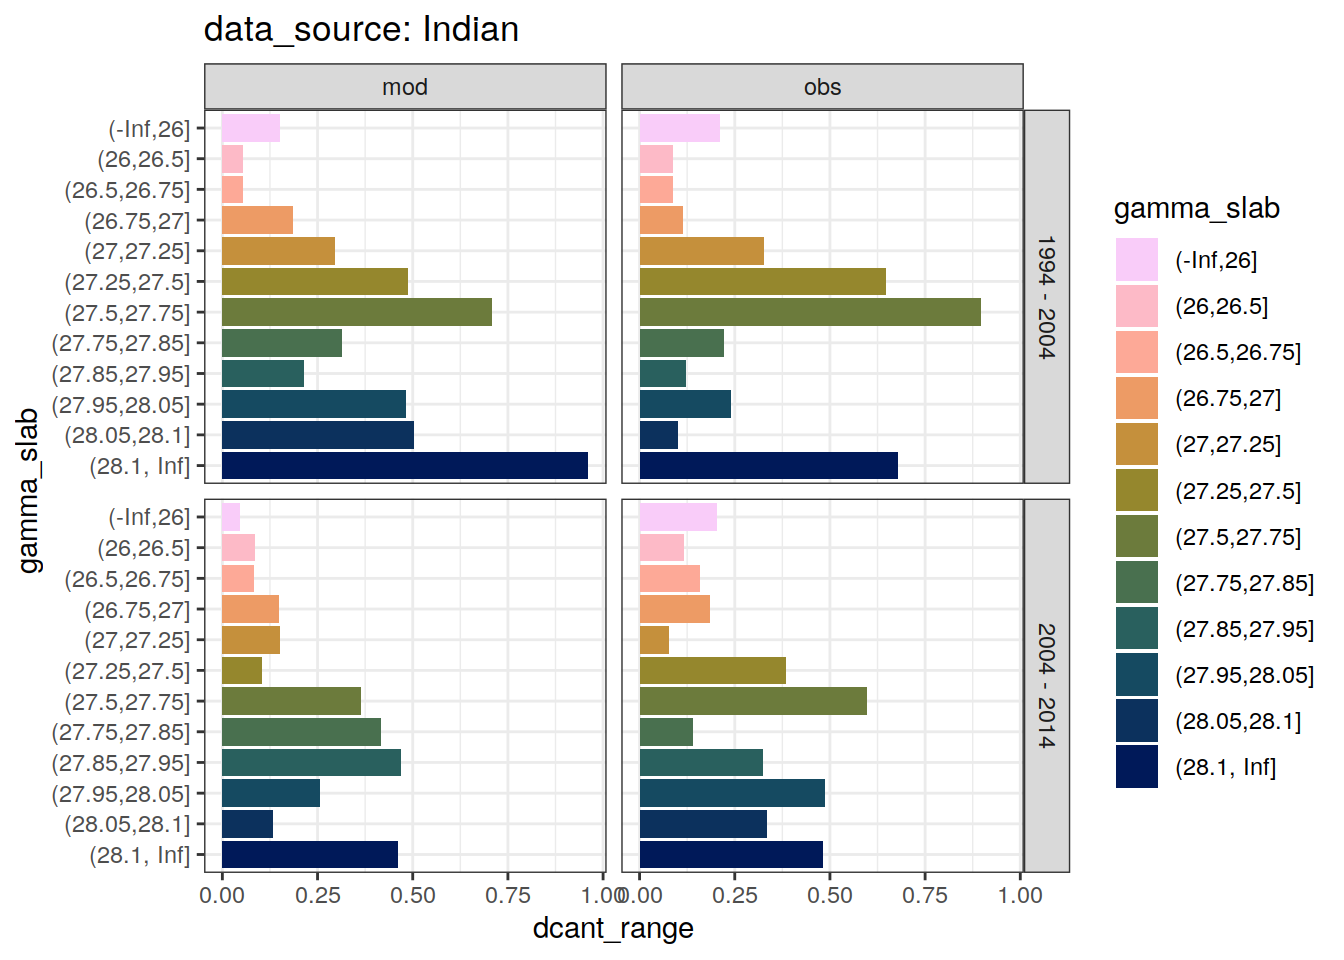 data_source: Indian
mod
obs
gamma_slab
(-Inf,26]
(26,26.5]
(26.5,26.75]
(26.75,27]
(27,27.25]
(27.25,27.5]
(27.5,27.75]
(27.75,27.85]
(27.85,27.95]
(27.95,28.05]
(28.05,28.1]
(28.1, Inf]
1994 - 2004
(-Inf,26]
(26,26.5]
(26.5,26.75]
(26.75,27]
(27,27.25]
(27.25,27.5]
(27.5,27.75]
(27.75,27.85]
(27.85,27.95]
(27.95,28.05]
(28.05,28.1]
(28.1, Inf]
2004 - 2014
0.00 0.25 0.50 0.75 1.00
0.00 0.25 0.50 0.75 1.00
dcant_range
gamma_slab
(-Inf,26]
(26,26.5]
(26.5,26.75]
(26.75,27]
(27,27.25]
(27.25,27.5]
(27.5,27.75]
(27.75,27.85]
(27.85,27.95]
(27.95,28.05]
(28.05,28.1]
(28.1, Inf]